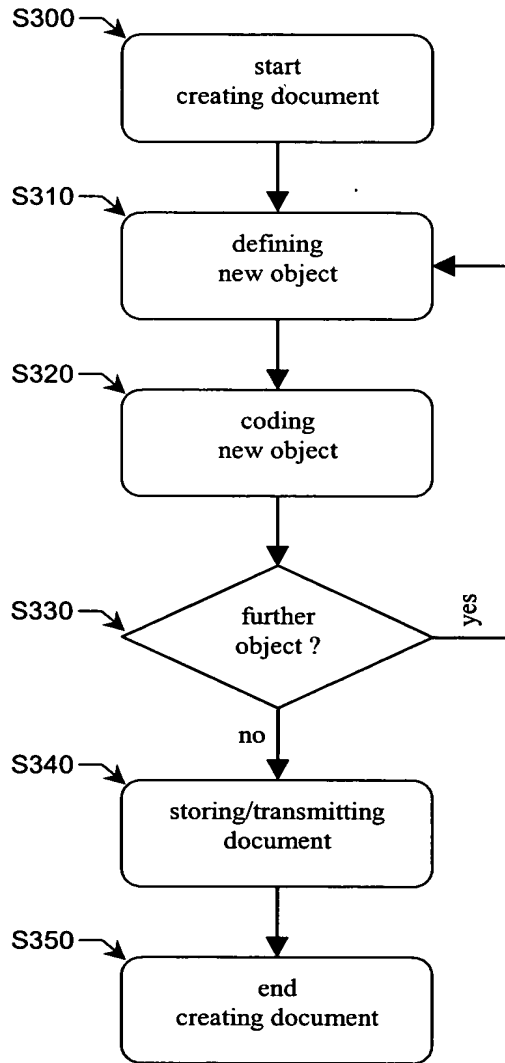 S300
start
creating document
S310
defining
new object
S320
coding
new object
S330
further
object ?
yes
no
S340
storing/transmitting
document
S350
end
creating document